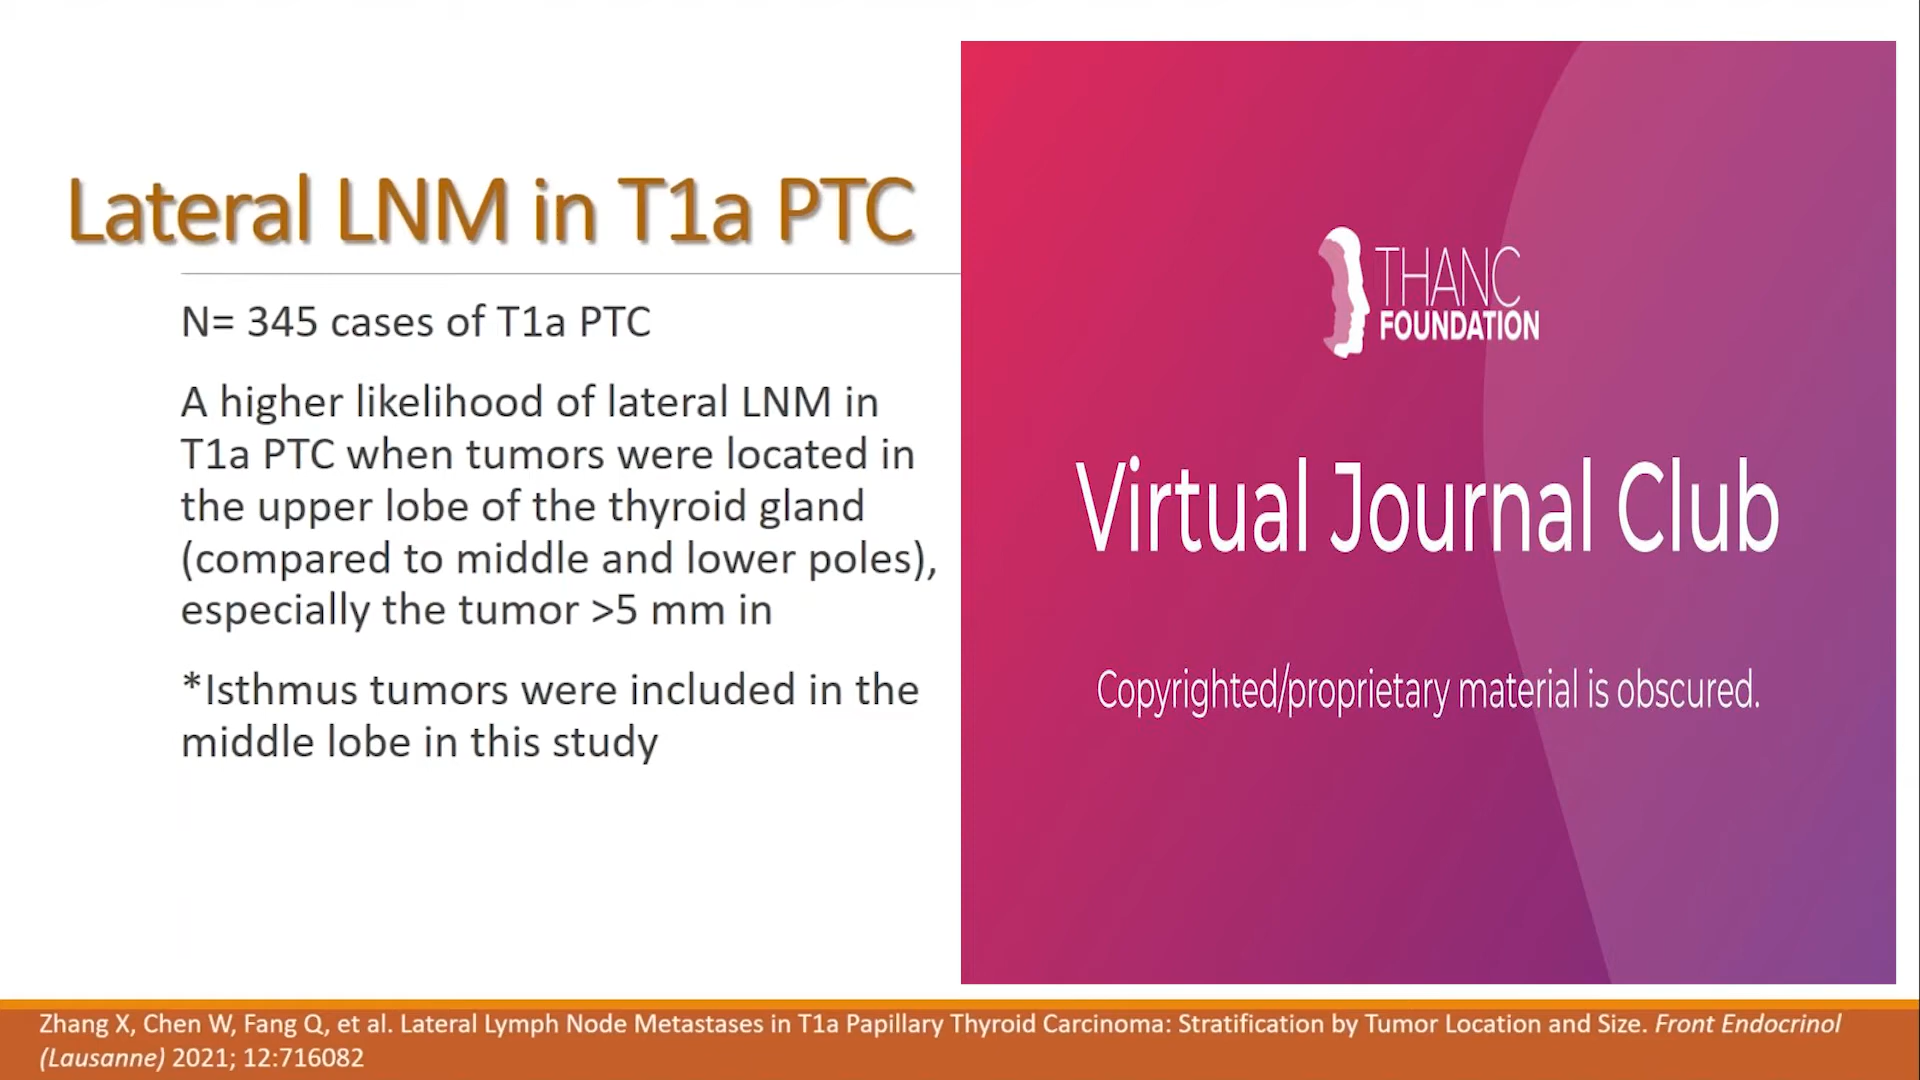 Lateral LNM in T1a PTC
N= 345 cases of T1a PTC
A higher likelihood of lateral LNM in
T1a PTC when tumors were located in
the upper lobe of the thyroid gland
(compared to middle and lower poles),
especially the tumor >5 mm in
*Isthmus tumors were included in the
middle lobe in this study
THANC
FOUNDATION
Virtual Journal Club
Copyrighted/proprietary material is obscured.
Zhang X, Chen W, Fang Q, et al. Lateral Lymph Node Metastases in T1a Papillary Thyroid Carcinoma: Stratification by Tumor Location and Size. Front Endocrinol
(Lausanne) 2021; 12:716082